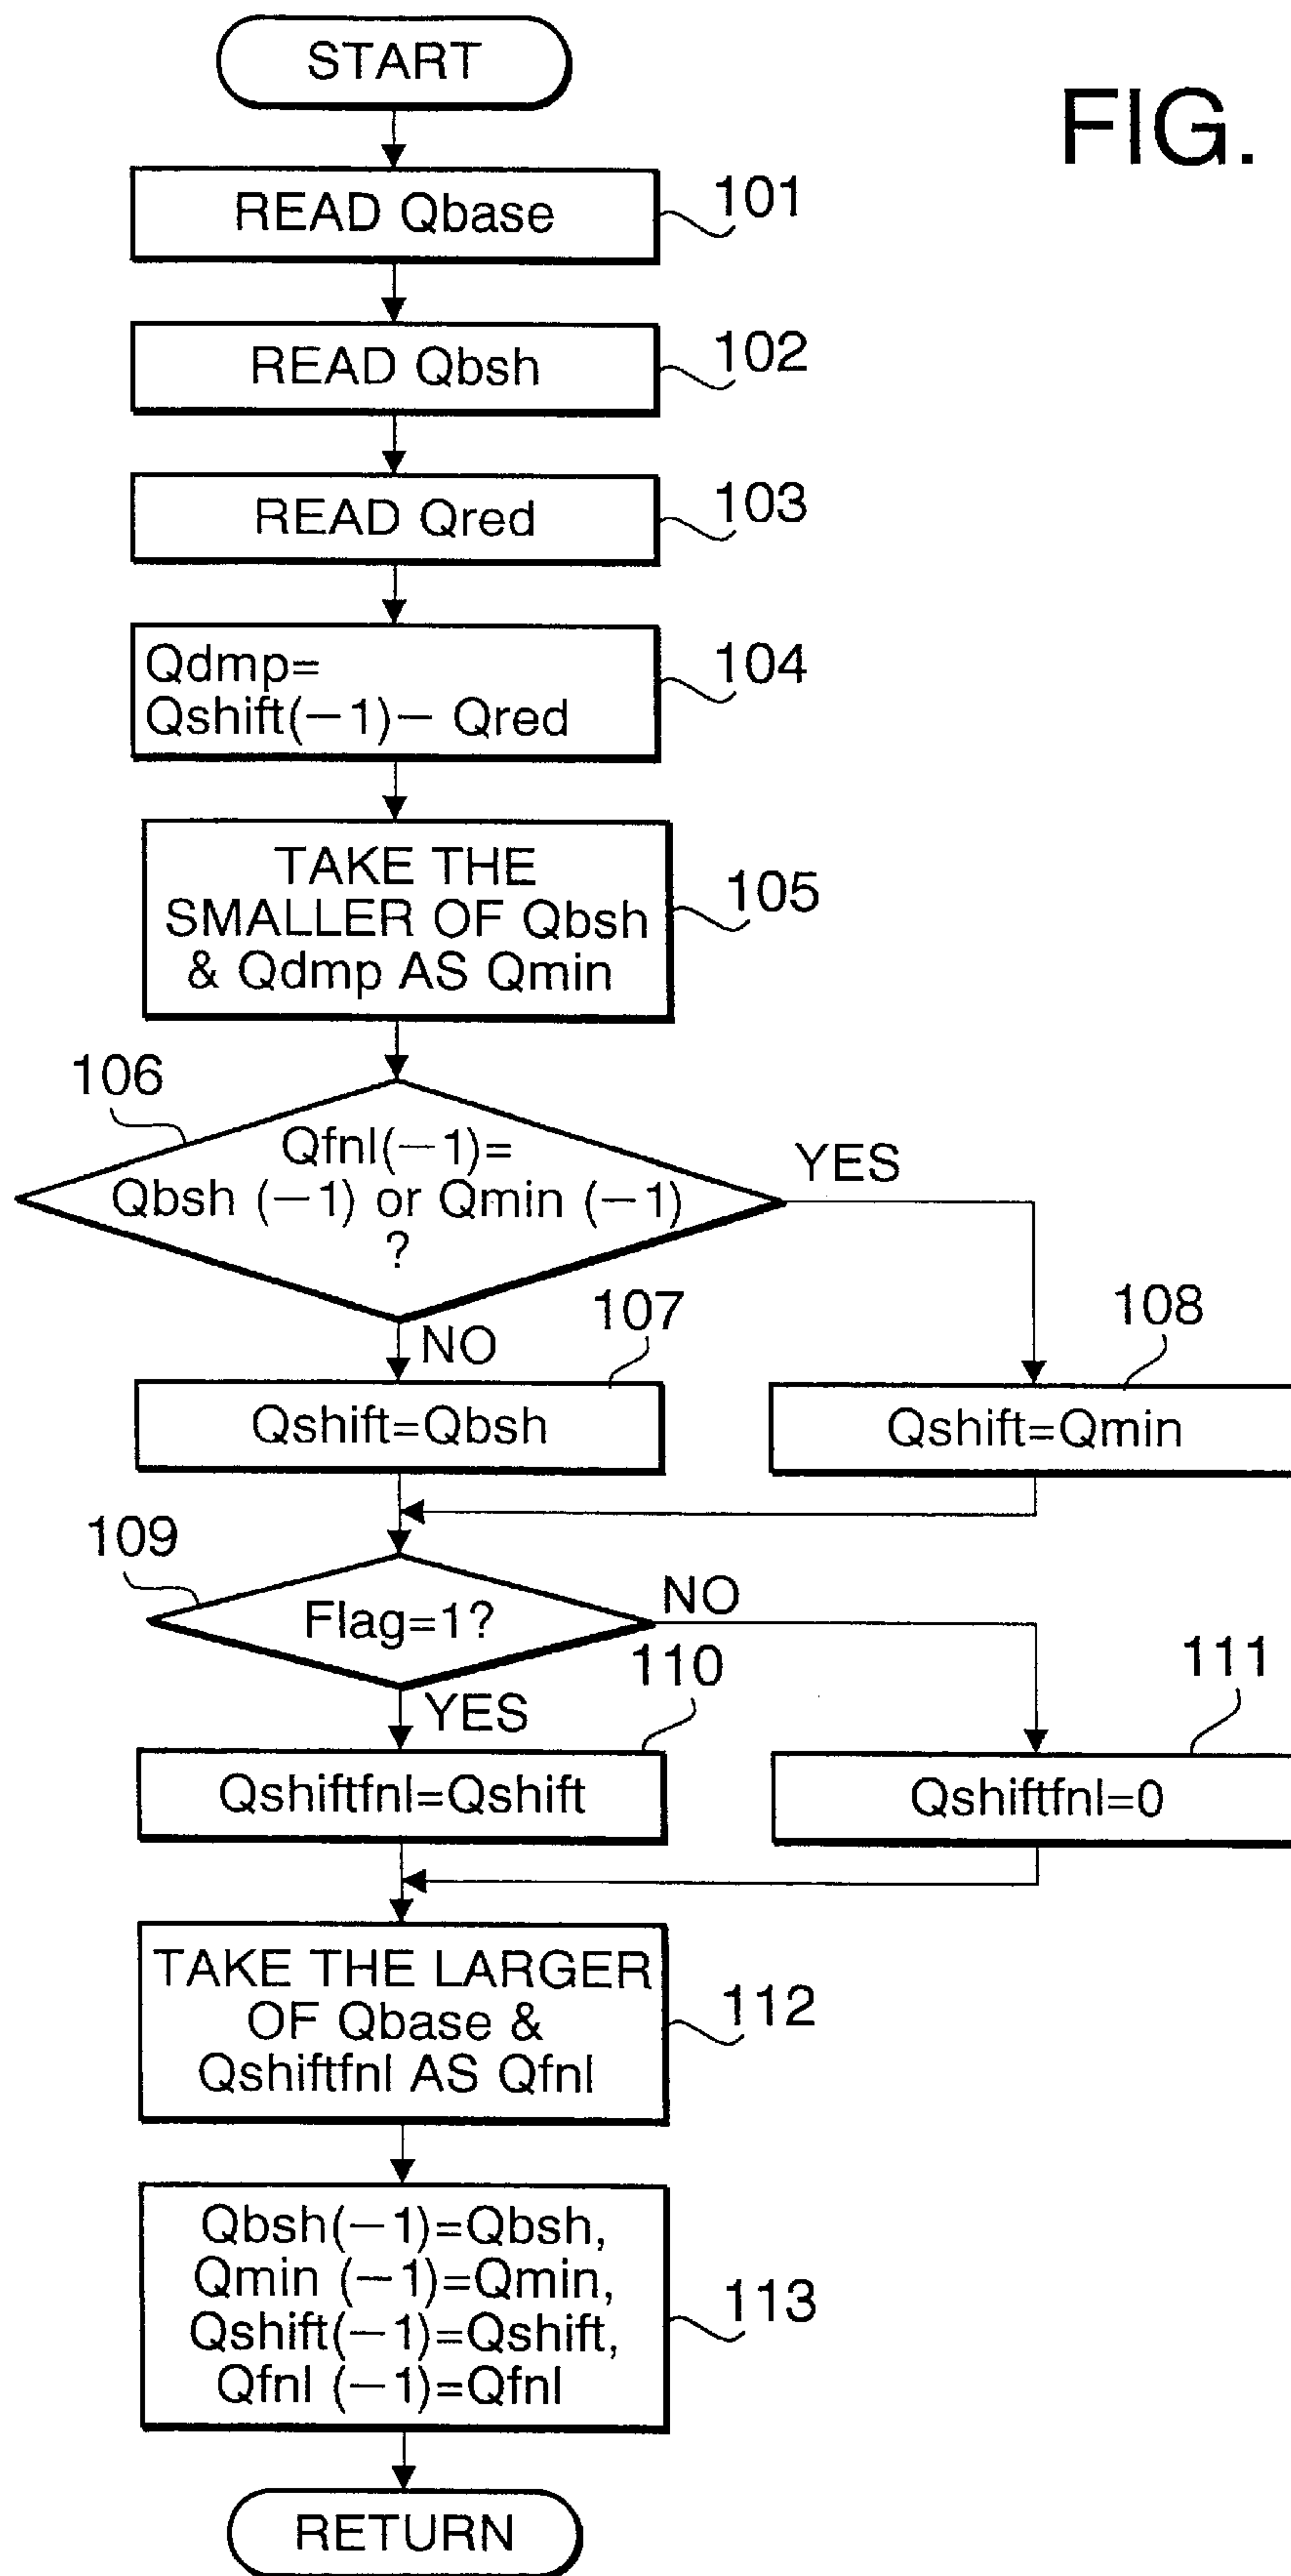 START
FIG.
READ Qbase
101
READ Qbsh
102
READ Qred
103
Qdmp=
Qshift(−1)− Qred
104
TAKE THE
SMALLER OF Qbsh
& Qdmp AS Qmin
105
106
Qfnl(−1)=
Qbsh (−1) or Qmin (−1)
?
YES
NO
107
Qshift=Qbsh
108
Qshift=Qmin
109
Flag=1?
NO
YES
110
Qshiftfnl=Qshift
111
Qshiftfnl=0
TAKE THE LARGER
OF Qbase &
Qshiftfnl AS Qfnl
112
Qbsh(−1)=Qbsh,
Qmin (−1)=Qmin,
Qshift(−1)=Qshift,
Qfnl (−1)=Qfnl
113
RETURN